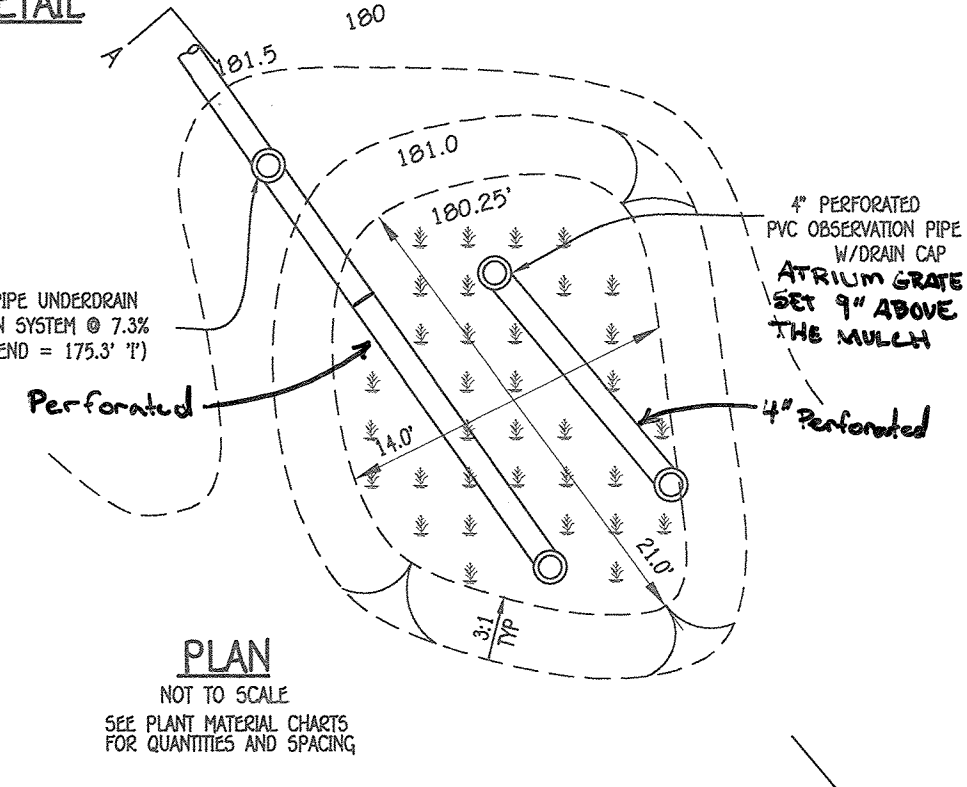 180
A
181.5
181.0
180.25'
4" PERFORATED
PVC OBSERVATION PIPE
W/DRAIN CAP
ATRIUM GRATE
SET 9" ABOVE
THE MULCH
PIPE UNDERDRAIN
SYSTEM @ 7.3%
END = 175.3' 'I')
Perforated
4" Perforated
14.0'
21.0'
3:1
TYP
PLAN
NOT TO SCALE
SEE PLANT MATERIAL CHARTS
FOR QUANTITIES AND SPACING